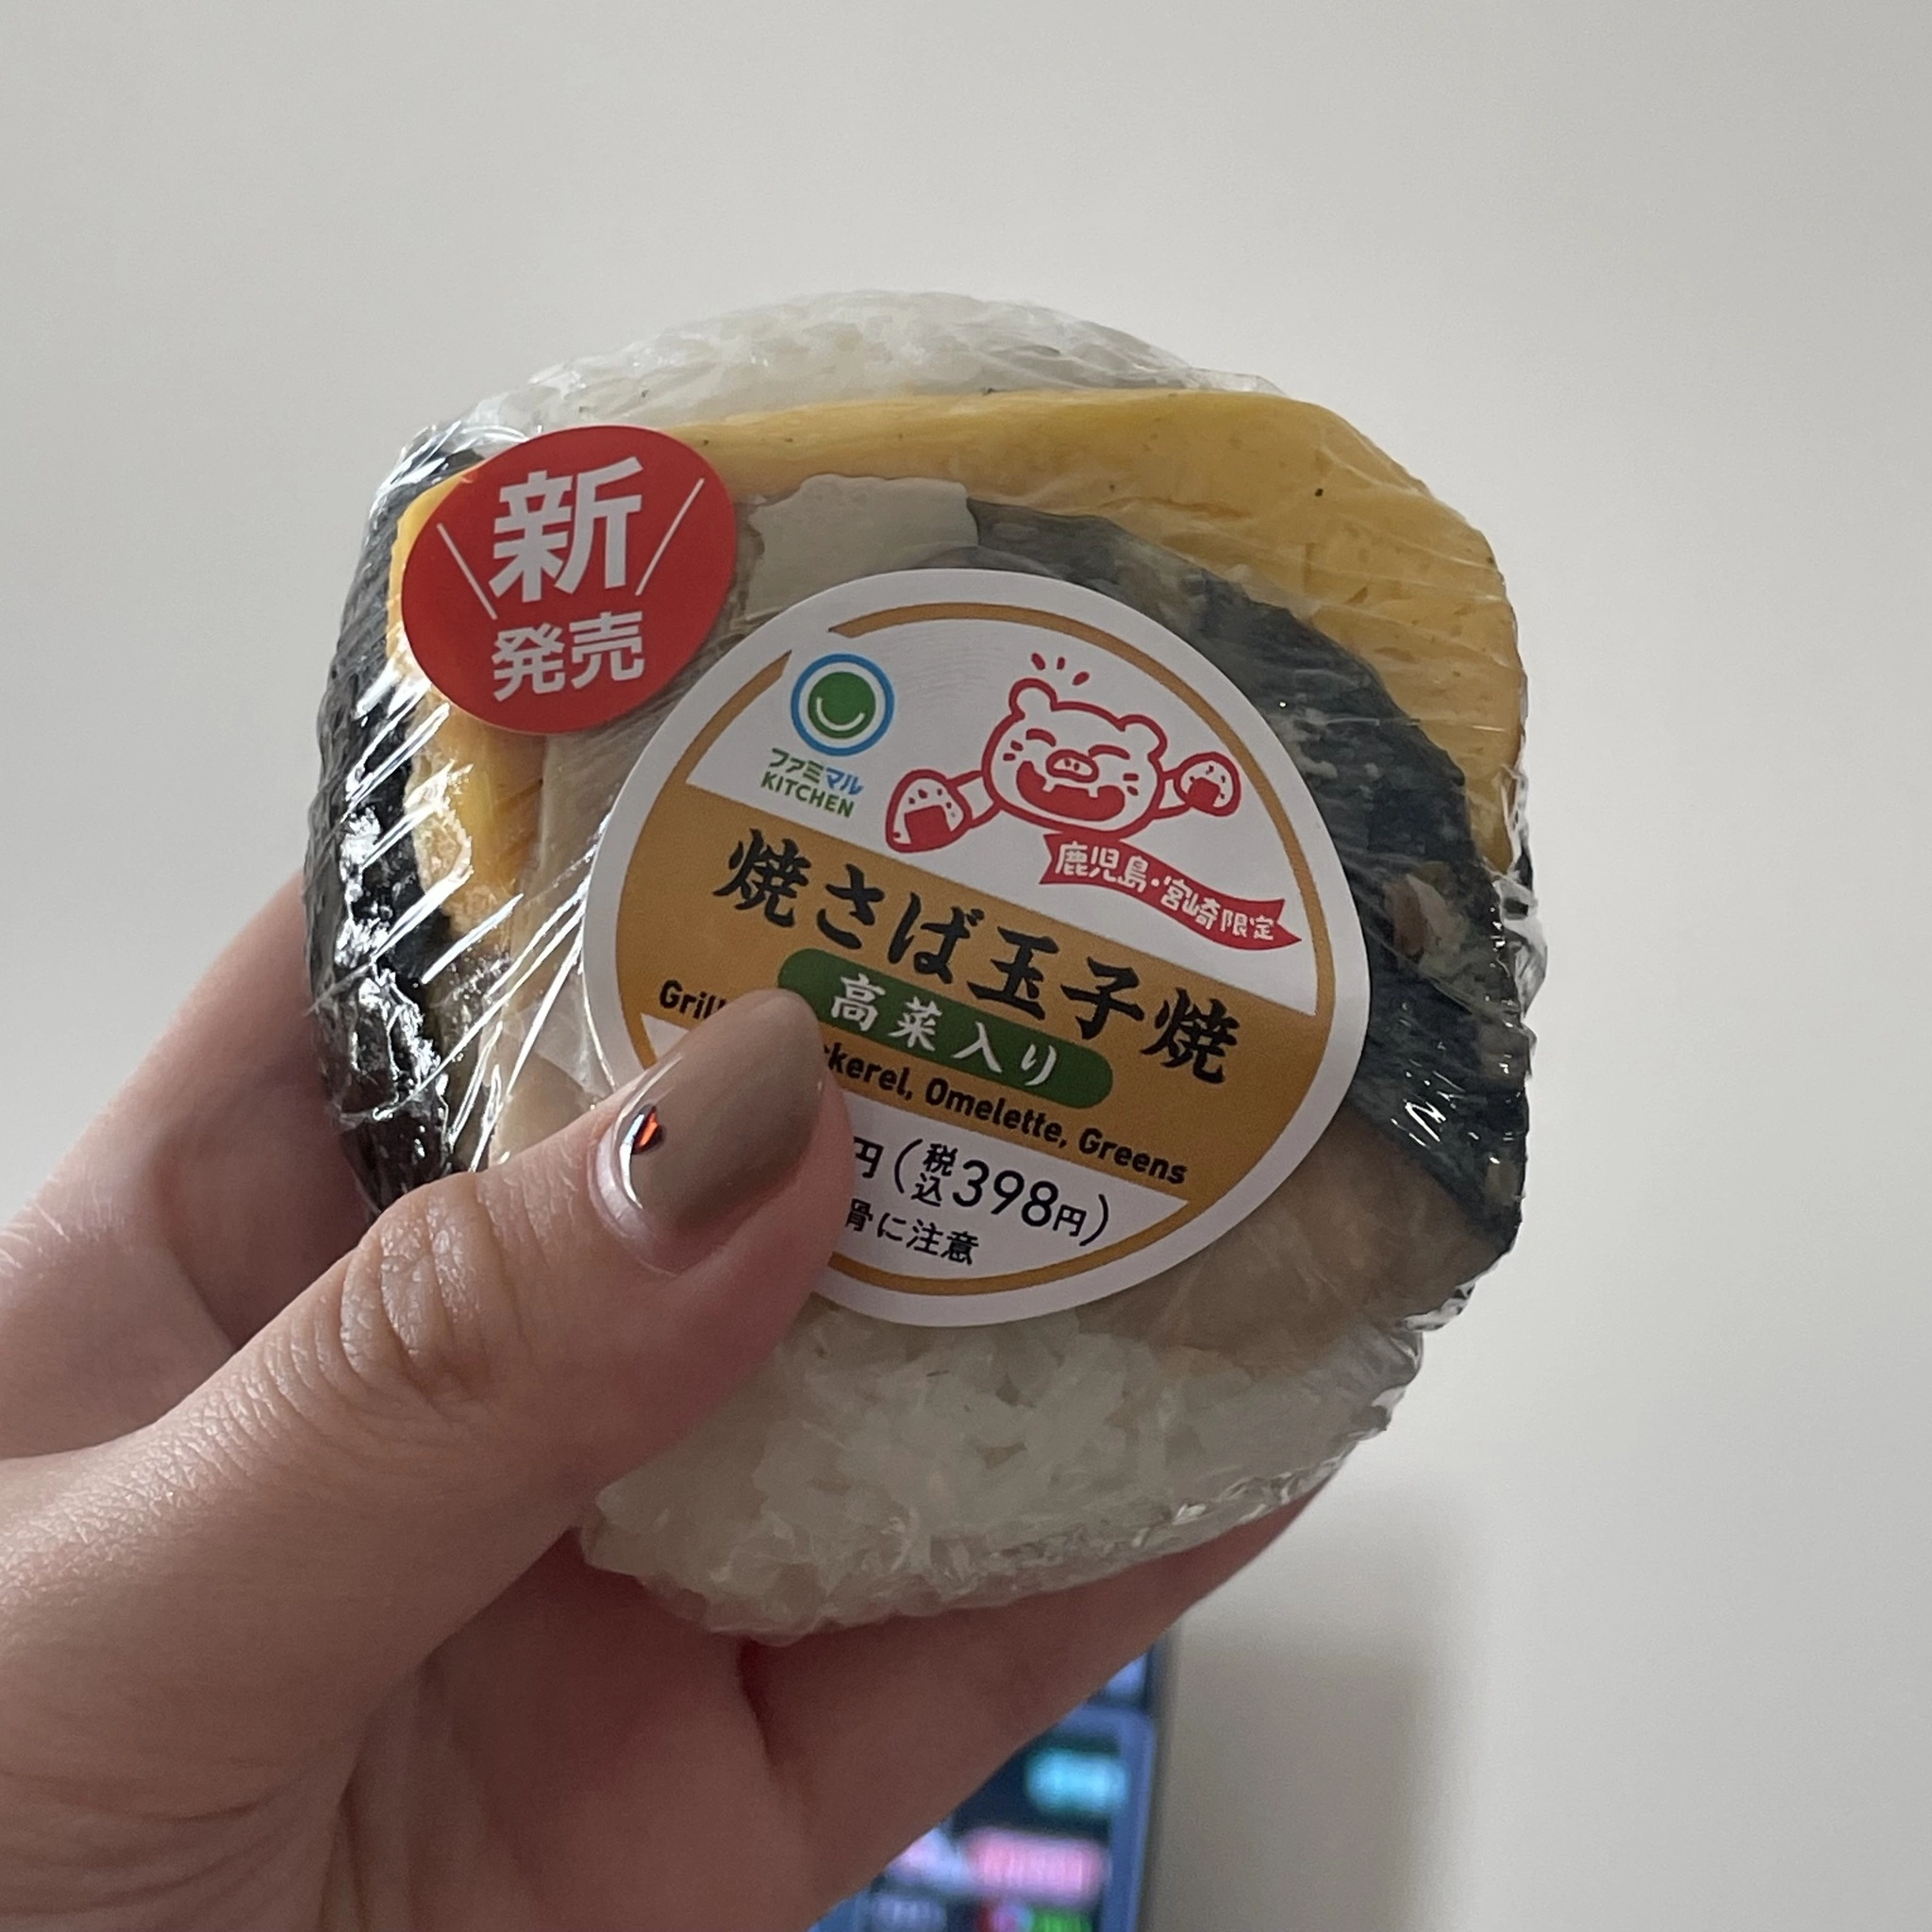 新
発売
ファミマル
KITCHEN
鹿児島・宮崎限定
焼さば玉子焼
高菜入り
Omelette, Greens
円(税込398円)
骨に注意